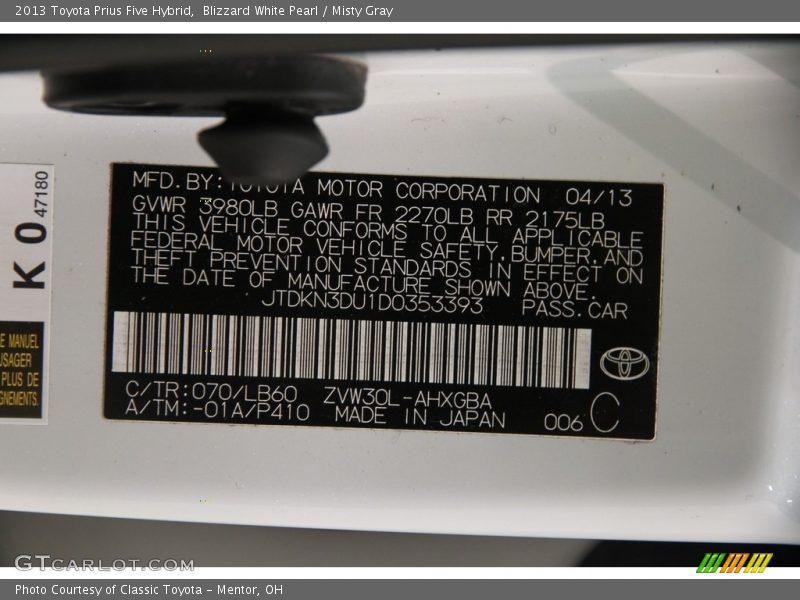 2013 Toyota Prius Five Hybrid,  Blizzard White Pearl / Misty Gray
MFD.BY:TOYOTA MOTOR CORPORATION 04/13
GVWR 3980LB GAWR FR 2270LB RR 2175LB
THIS VEHICLE CONFORMS TO ALL APPLICABLE
FEDERAL MOTOR VEHICLE SAFETY,BUMPER,AND
THEFT PREVENTION STANDARDS IN EFFECT ON
THE DATE OF MANUFACTURE SHOWN ABOVE.
JTDKN3DU1D0353393 PASS.CAR
C/TR:070/LB60 ZVW30L-AHXGBA
A/TM:-01A/P410 MADE IN JAPAN 006 C
K 0 47180
E MANUEL
USAGER
PLUS DE
GNEMENTS.
GTCARLOT.COM
Photo Courtesy of Classic Toyota - Mentor, OH